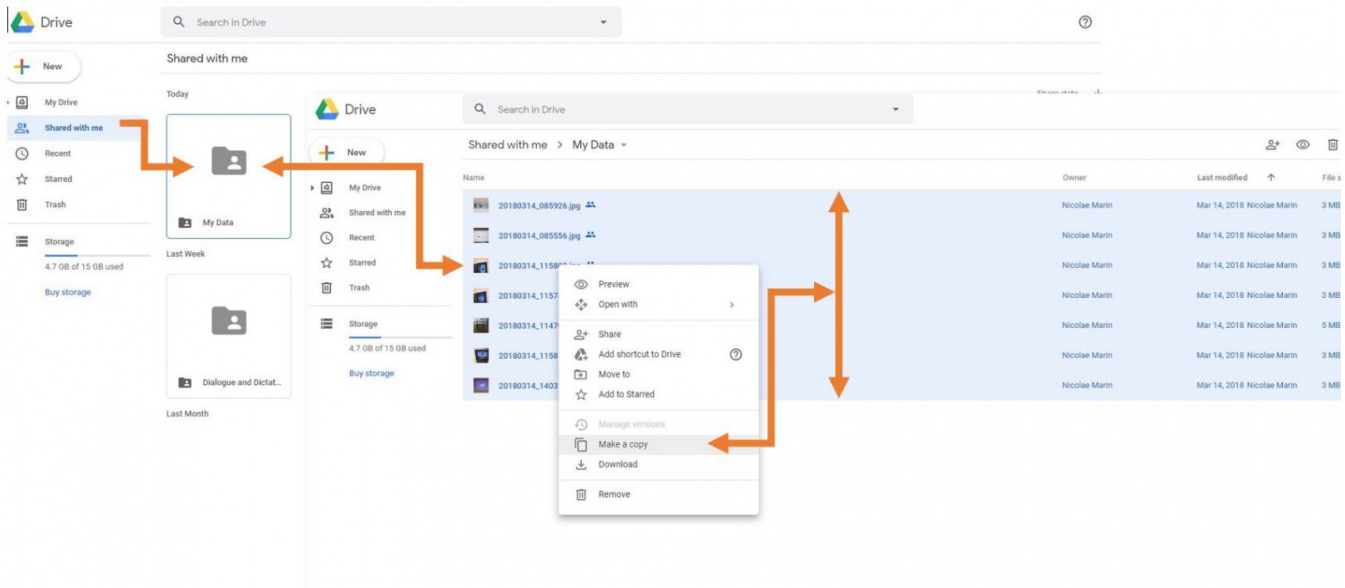 Drive
Search in Drive
New
Shared with me
My Drive
Shared with me
Recent
Starred
Trash
Storage
4.7 GB of 15 GB used
Buy storage
Today
My Data
Last Week
Dialogue and Dictat...
Last Month
Share date
Drive
Search in Drive
New
Shared with me > My Data
My Drive
Shared with me
Recent
Starred
Trash
Storage
4.7 GB of 15 GB used
Buy storage
Name Owner Last modified File s
20180314_085926.jpg Nicolae Marin Mar 14, 2018 Nicolae Marin 3 MB
20180314_085556.jpg Nicolae Marin Mar 14, 2018 Nicolae Marin 3 MB
Nicolae Marin Mar 14, 2018 Nicolae Marin 3 MB
20180314_1157 Nicolae Marin Mar 14, 2018 Nicolae Marin 3 MB
20180314_1147 Nicolae Marin Mar 14, 2018 Nicolae Marin 5 MB
20180314_1158 Nicolae Marin Mar 14, 2018 Nicolae Marin 3 MB
20180314_1403 Nicolae Marin Mar 14, 2018 Nicolae Marin 3 MB
Preview
Open with
Share
Add shortcut to Drive
Move to
Add to Starred
Manage versions
Make a copy
Download
Remove